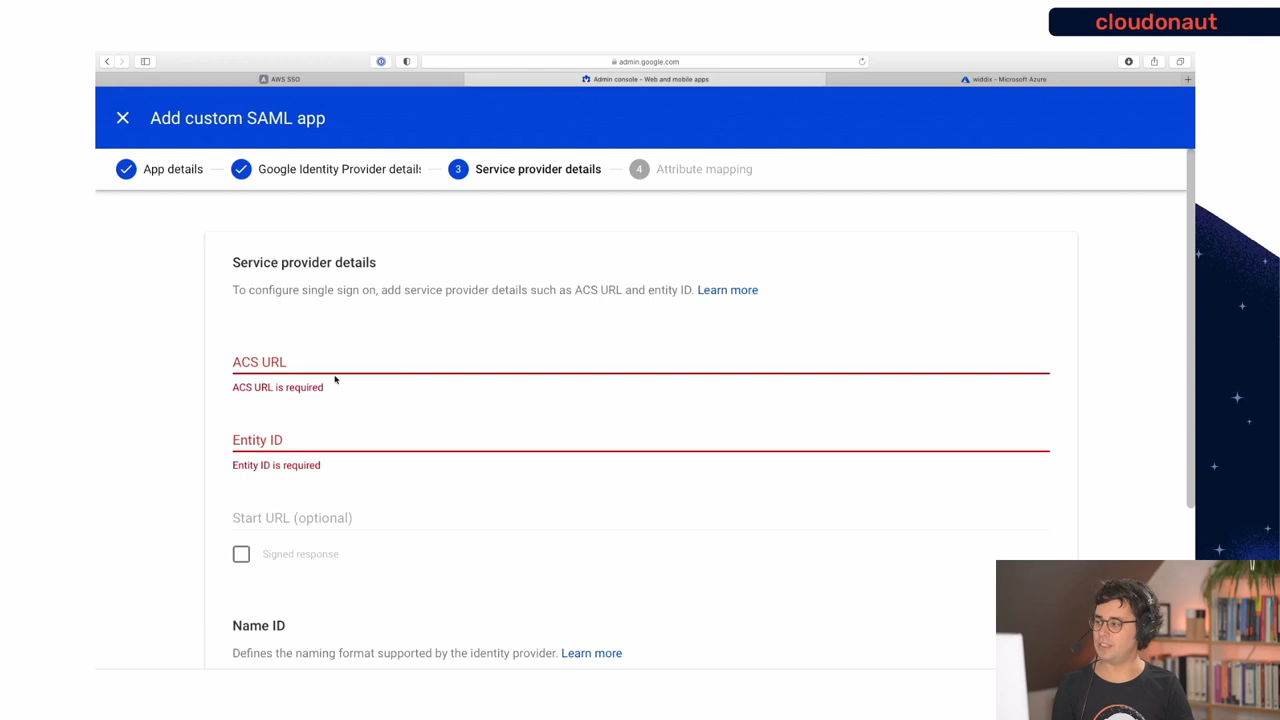 cloudonaut
admin.google.com
AWS SSO
Admin console - Web and mobile apps
widdix - Microsoft Azure
Add custom SAML app
App details
Google Identity Provider details
3 Service provider details
4 Attribute mapping
Service provider details
To configure single sign on, add service provider details such as ACS URL and entity ID. Learn more
ACS URL
ACS URL is required
Entity ID
Entity ID is required
Start URL (optional)
Signed response
Name ID
Defines the naming format supported by the identity provider. Learn more